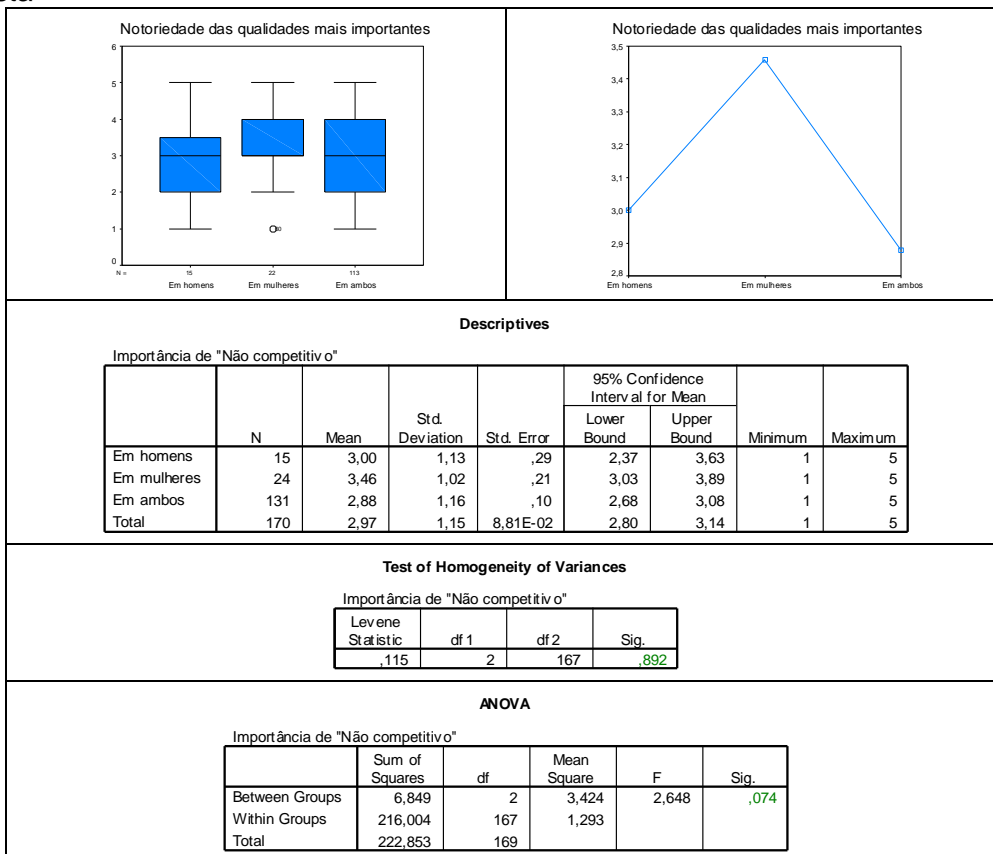 Notoriedade das qualidades mais importantes
6
5
4
3
2
1
0
N =
15
22
113
Em homens
Em mulheres
Em ambos
Notoriedade das qualidades mais importantes
3,5
3,4
3,3
3,2
3,1
3,0
2,9
2,8
Em homens
Em mulheres
Em ambos
Descriptives
Importância de "Não competitivo"
N Mean Std. Deviation Std. Error 95% Confidence Interval for Mean Lower Bound Upper Bound Minimum Maximum
Em homens 15 3,00 1,13 ,29 2,37 3,63 1 5
Em mulheres 24 3,46 1,02 ,21 3,03 3,89 1 5
Em ambos 131 2,88 1,16 ,10 2,68 3,08 1 5
Total 170 2,97 1,15 8,81E-02 2,80 3,14 1 5
Test of Homogeneity of Variances
Importância de "Não competitivo"
Levene Statistic df1 df2 Sig.
,115 2 167 ,892
ANOVA
Importância de "Não competitivo"
Sum of Squares df Mean Square F Sig.
Between Groups 6,849 2 3,424 2,648 ,074
Within Groups 216,004 167 1,293
Total 222,853 169